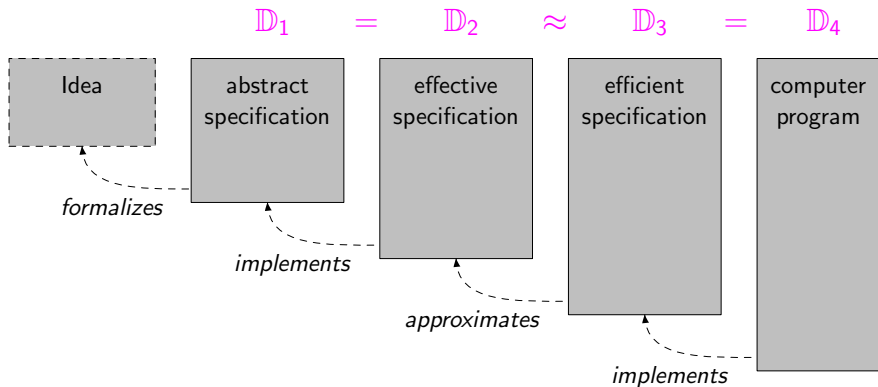 𝔻₁ = 𝔻₂ ≈ 𝔻₃ = 𝔻₄
Idea
abstract
specification
effective
specification
efficient
specification
computer
program
formalizes
implements
approximates
implements